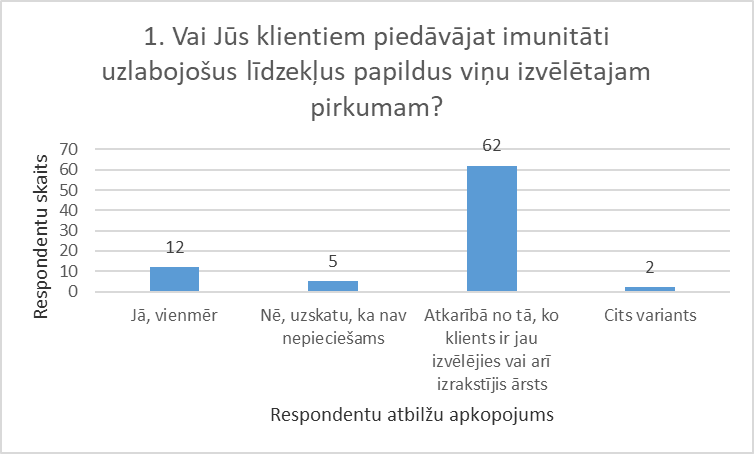 1. Vai Jūs klientiem piedāvājat imunitāti
uzlabojošus līdzekļus papildus viņu izvēlētajam
pirkumam?
Respondentu skaits
70
60
50
40
30
20
10
0
12
5
62
2
Jā, vienmēr
Nē, uzskatu, ka nav
nepieciešams
Atkarībā no tā, ko
klients ir jau
izvēlējies vai arī
izrakstījis ārsts
Cits variants
Respondentu atbilžu apkopojums